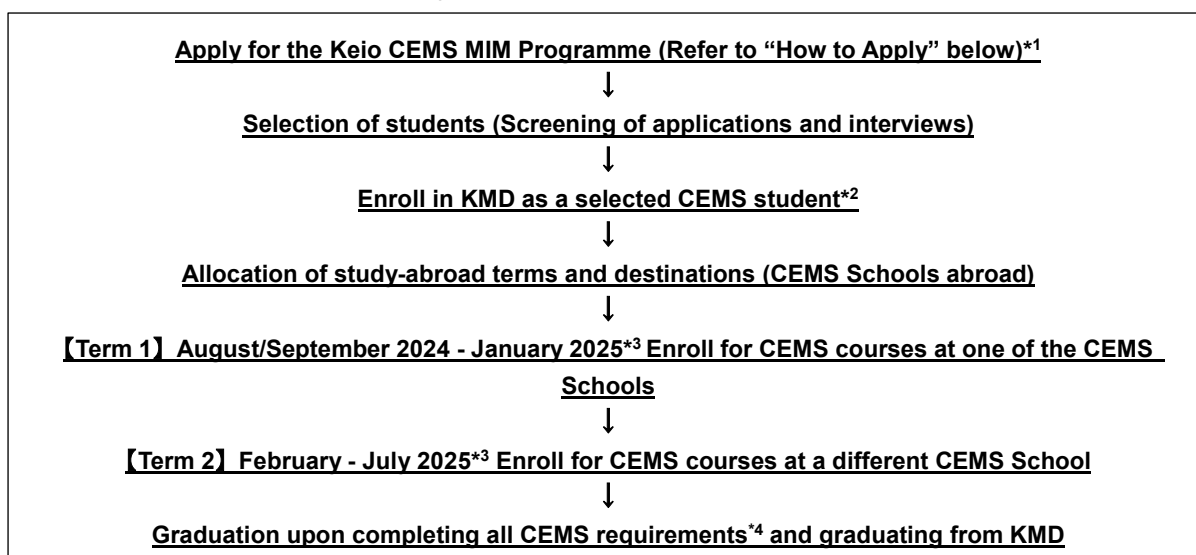 Apply for the Keio CEMS MIM Programme (Refer to “How to Apply” below)*1
↓
Selection of students (Screening of applications and interviews)
↓
Enroll in KMD as a selected CEMS student*2
↓
Allocation of study-abroad terms and destinations (CEMS Schools abroad)
↓
【Term 1】August/September 2024 - January 2025*3 Enroll for CEMS courses at one of the CEMS
Schools
↓
【Term 2】February - July 2025*3 Enroll for CEMS courses at a different CEMS School
↓
Graduation upon completing all CEMS requirements*4 and graduating from KMD